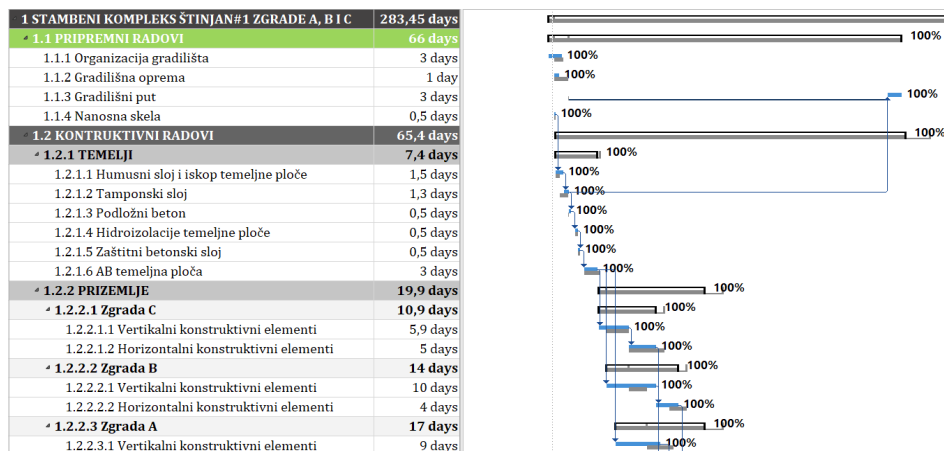 1 STAMBENI KOMPLEKS ŠTINJAN#1 ZGRADE A, B I C 283,45 days
1.1 PRIPREMNI RADOVI 66 days 100%
1.1.1 Organizacija gradilišta 3 days 100%
1.1.2 Gradilišna oprema 1 day 100%
1.1.3 Gradilišni put 3 days 100%
1.1.4 Nanosna skela 0,5 days 100%
1.2 KONTRUKTIVNI RADOVI 65,4 days 100%
1.2.1 TEMELJI 7,4 days 100%
1.2.1.1 Humusni sloj i iskop temeljne ploče 1,5 days 100%
1.2.1.2 Tamponski sloj 1,3 days 100%
1.2.1.3 Podložni beton 0,5 days 100%
1.2.1.4 Hidroizolacije temeljne ploče 0,5 days 100%
1.2.1.5 Zaštitni betonski sloj 0,5 days 100%
1.2.1.6 AB temeljna ploča 3 days 100%
1.2.2 PRIZEMLJE 19,9 days 100%
1.2.2.1 Zgrada C 10,9 days 100%
1.2.2.1.1 Vertikalni konstruktivni elementi 5,9 days 100%
1.2.2.1.2 Horizontalni konstruktivni elementi 5 days 100%
1.2.2.2 Zgrada B 14 days 100%
1.2.2.2.1 Vertikalni konstruktivni elementi 10 days 100%
1.2.2.2.2 Horizontalni konstruktivni elementi 4 days 100%
1.2.2.3 Zgrada A 17 days 100%
1.2.2.3.1 Vertikalni konstruktivni elementi 9 days 100%